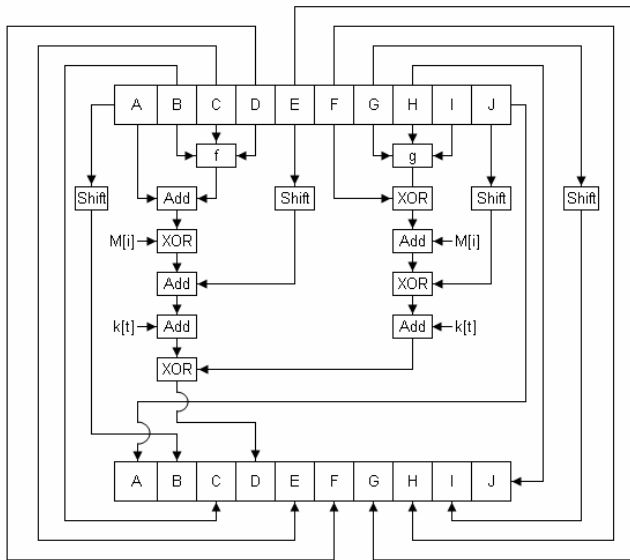 A B C D E F G H I J
f g
Shift Add Shift XOR Shift Shift
M[i] XOR Add M[i]
Add XOR
k[t] Add Add k[t]
XOR
A B C D E F G H I J